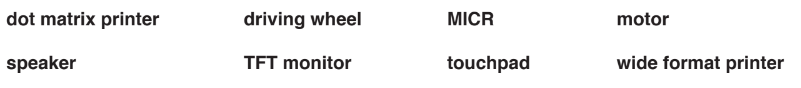 dot matrix printer driving wheel MICR motor
speaker TFT monitor touchpad wide format printer